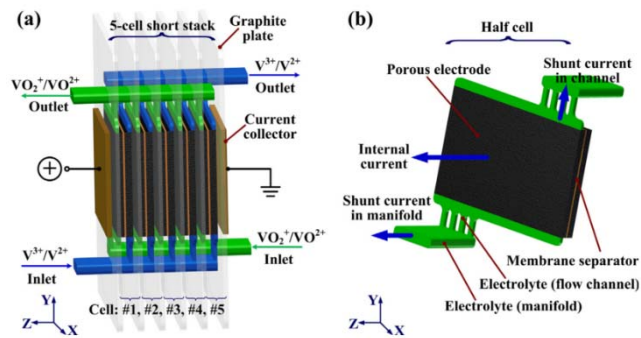 (a)
5-cell short stack
Graphite
plate
V³⁺/V²⁺
Outlet
VO₂⁺/VO²⁺
Outlet
Current
collector
VO₂⁺/VO²⁺
Inlet
V³⁺/V²⁺
Inlet
Cell: #1, #2, #3, #4, #5
Y
Z
X
(b)
Half cell
Porous electrode
Shunt current
in channel
Internal
current
Shunt current
in manifold
Membrane separator
Electrolyte (flow channel)
Electrolyte (manifold)
Y
Z
X